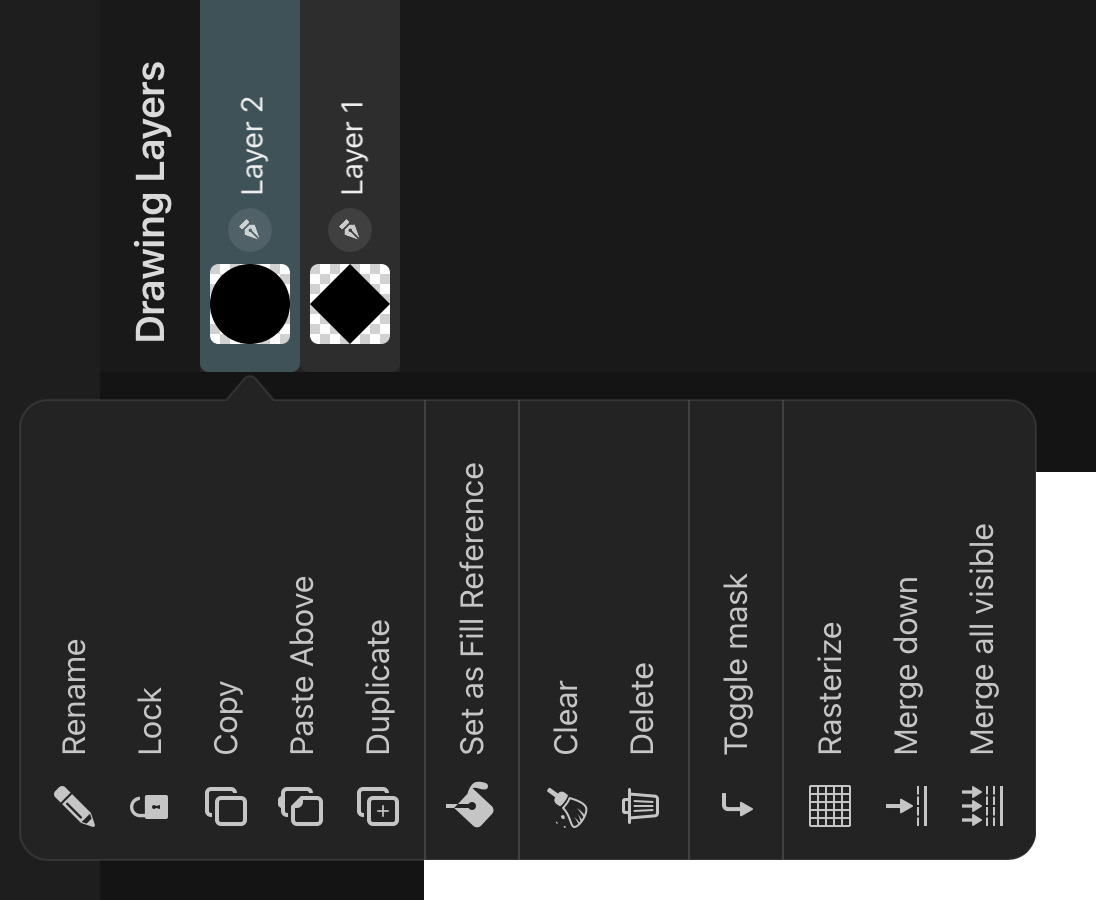 Rename
Lock
Copy
Paste Above
Duplicate
Set as Fill Reference
Clear
Delete
Toggle mask
Rasterize
Merge down
Merge all visible
Drawing Layers
Layer 2
Layer 1